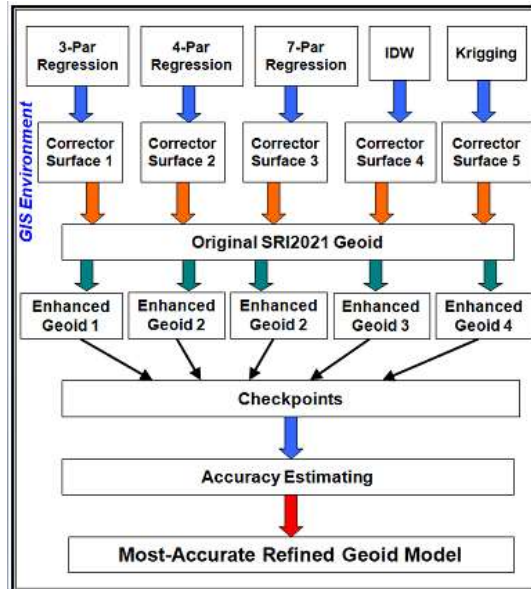 3-Par
Regression
4-Par
Regression
7-Par
Regression
IDW
Krigging
GIS Environment
Corrector
Surface 1
Corrector
Surface 2
Corrector
Surface 3
Corrector
Surface 4
Corrector
Surface 5
Original SRI2021 Geoid
Enhanced
Geoid 1
Enhanced
Geoid 2
Enhanced
Geoid 2
Enhanced
Geoid 3
Enhanced
Geoid 4
Checkpoints
Accuracy Estimating
Most-Accurate Refined Geoid Model